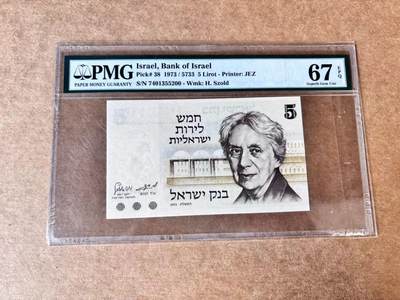 PMG
PAPER MONEY GUARANTY
Israel, Bank of Israel
Pick# 38 1973 / 5733 5 Lirot - Printer: JEZ
S/N 7401355200 - Wmk: H. Szold
67 EPQ
Superb Gem Unc
5
חמש
לירות
ישראליות
בנק ישראל